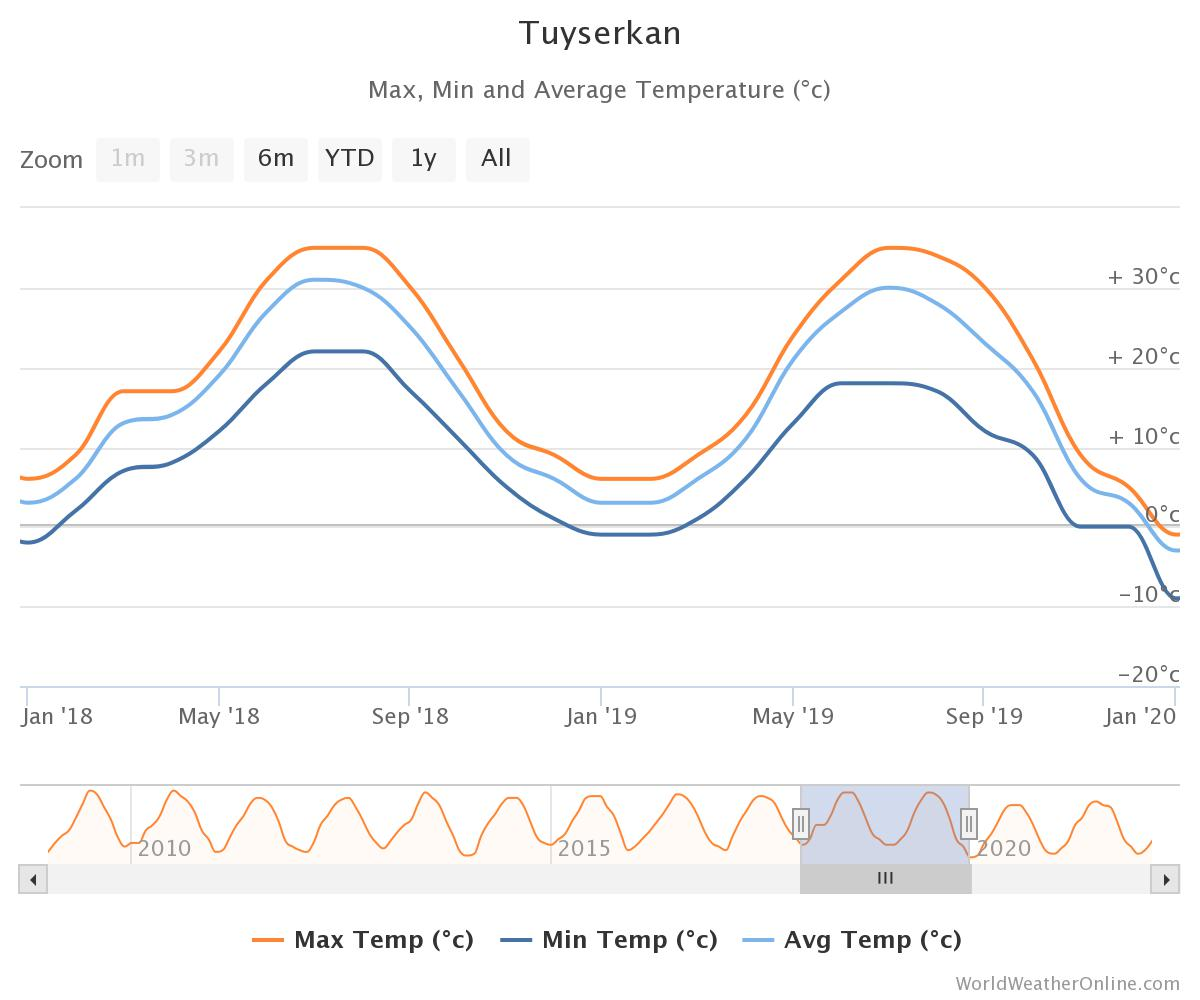 Tuyserkan
Max, Min and Average Temperature (°c)
Zoom 1m 3m 6m YTD 1y All
+ 30°c
+ 20°c
+ 10°c
0°c
−10°c
−20°c
Jan '18 May '18 Sep '18 Jan '19 May '19 Sep '19 Jan '20
2010 2015 2020
Max Temp (°c) Min Temp (°c) Avg Temp (°c)
WorldWeatherOnline.com